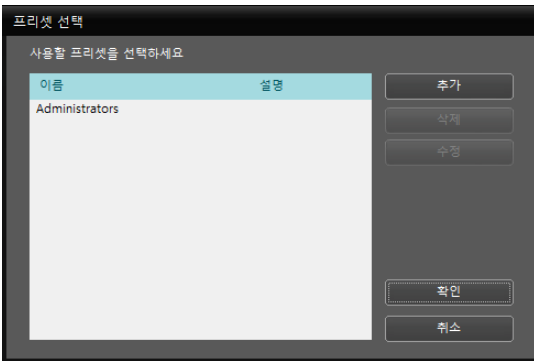 프리셋 선택
사용할 프리셋을 선택하세요
이름 설명
Administrators
추가
삭제
수정
확인
취소